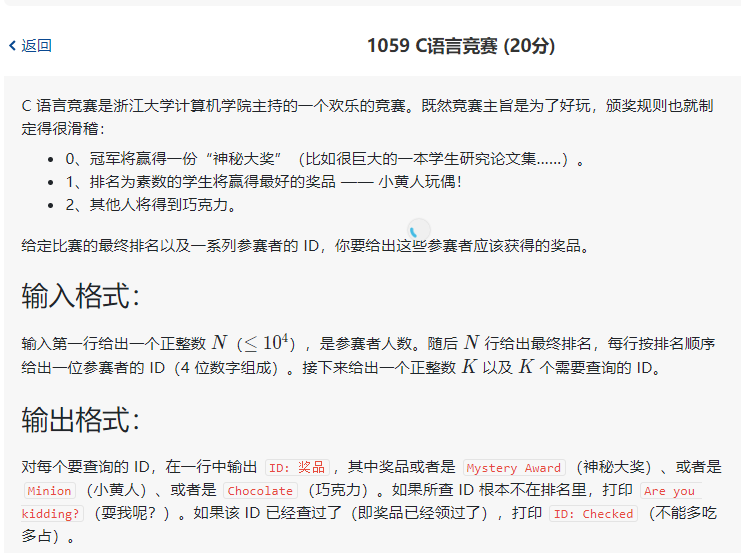 返回
1059 C语言竞赛 (20分)
C 语言竞赛是浙江大学计算机学院主持的一个欢乐的竞赛。既然竞赛主旨是为了好玩，颁奖规则也就制
定得很滑稽：
0、冠军将赢得一份“神秘大奖”（比如很巨大的一本学生研究论文集……）。
1、排名为素数的学生将赢得最好的奖品 —— 小黄人玩偶！
2、其他人将得到巧克力。
给定比赛的最终排名以及一系列参赛者的 ID，你要给出这些参赛者应该获得的奖品。
输入格式：
输入第一行给出一个正整数 N（≤ 10⁴），是参赛者人数。随后 N 行给出最终排名，每行按排名顺序
给出一位参赛者的 ID（4 位数字组成）。接下来给出一个正整数 K 以及 K 个需要查询的 ID。
输出格式：
对每个要查询的 ID，在一行中输出 ID: 奖品，其中奖品或者是 Mystery Award（神秘大奖）、或者是
Minion（小黄人）、或者是 Chocolate（巧克力）。如果所查 ID 根本不在排名里，打印 Are you
kidding?（耍我呢？）。如果该 ID 已经查过了（即奖品已经领过了），打印 ID: Checked（不能多吃
多占）。